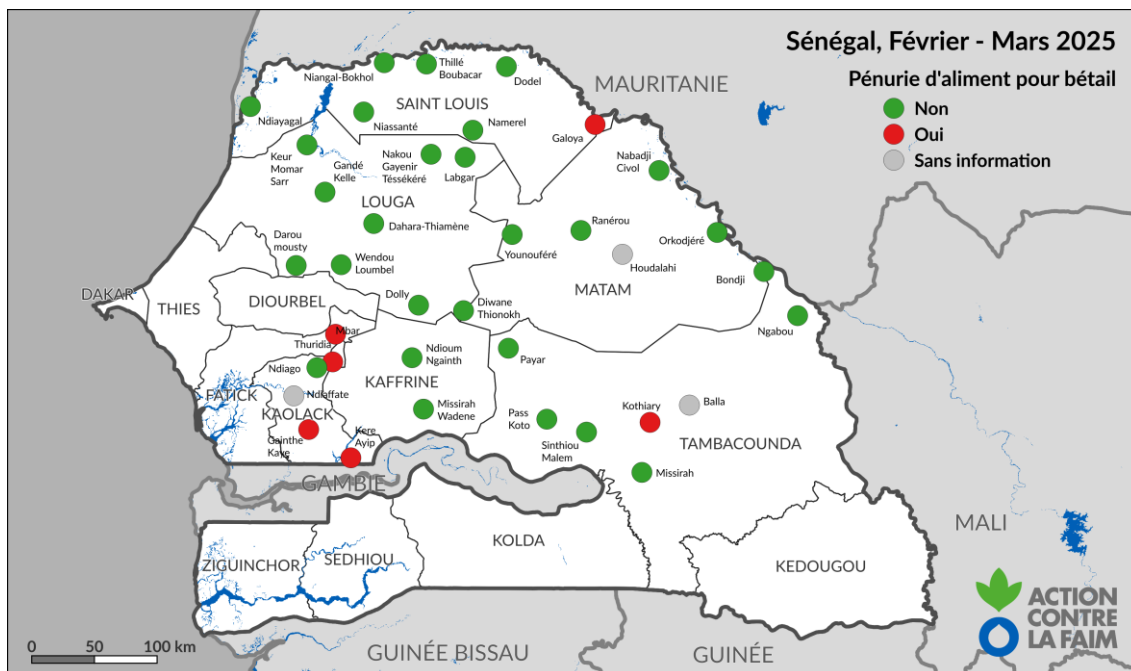 Sénégal, Février - Mars 2025
Pénurie d'aliment pour bétail
Non
Oui
Sans information
MAURITANIE
Niangal-Bokhol
Thillé
Boubacar
Dodel
SAINT LOUIS
Ndiayagal
Niassanté
Namerel
Galoya
Keur
Momar
Sarr
Gandé
Kelle
Nakou
Gayenir
Téssékéré
Labgar
Nabadji
Civol
LOUGA
Dahara-Thiamène
Ranérou
Younouféré
Orkodjéré
Houdalahi
Darou
mousty
Wendou
Loumbel
Bondji
MATAM
DAKAR
THIES
DIOURBEL
Dolly
Diwane
Thionokh
Ngabou
Mbar
Thuridia
Ndiago
Ndioum
Ngainth
Payar
KAFFRINE
FATICK
Ndiaffate
KAOLACK
Missirah
Wadene
Gainthe
Kaye
Kere
Ayip
Pass
Koto
Sinthiou
Malem
Kothiary
Balla
TAMBACOUNDA
Missirah
GAMBIE
MALI
KOLDA
ZIGUINCHOR
SEDHIOU
KEDOUGOU
GUINÉE BISSAU
GUINÉE
0 50 100 km
ACTION
CONTRE
LA FAIM